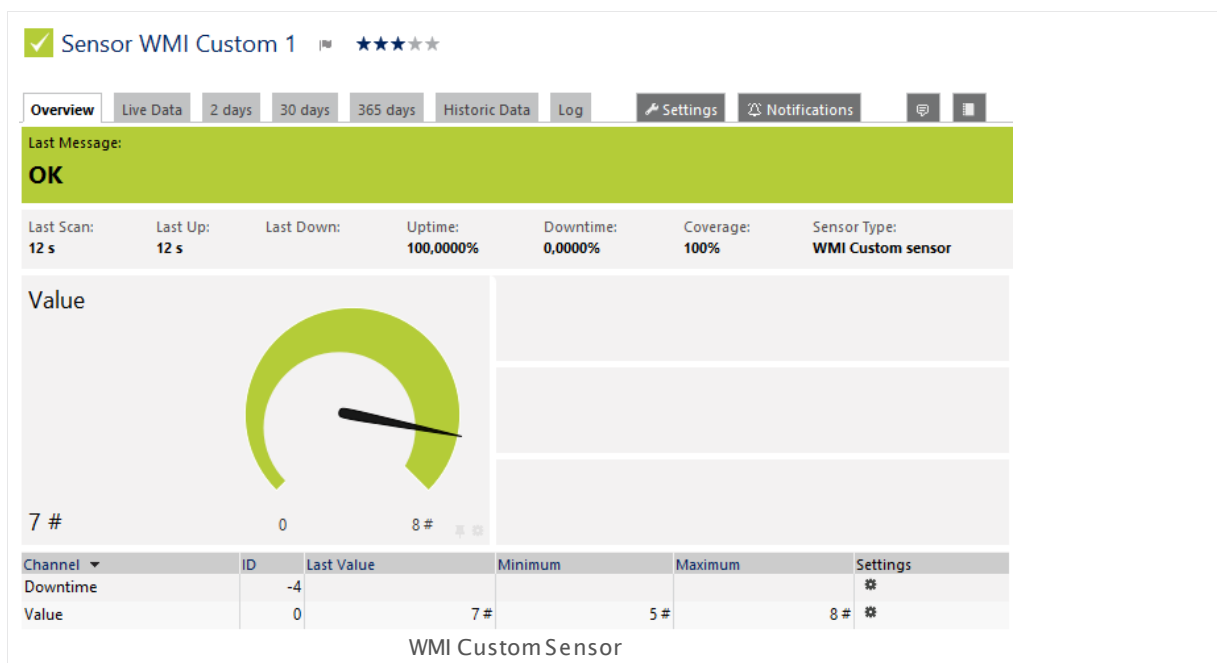 Sensor WMI Custom 1
Overview Live Data 2 days 30 days 365 days Historic Data Log Settings Notifications
Last Message:
OK
Last Scan: Last Up: Last Down: Uptime: Downtime: Coverage: Sensor Type:
12 s 12 s 100,0000% 0,0000% 100% WMI Custom sensor
Value
7 # 0 8 #
Channel ID Last Value Minimum Maximum Settings
Downtime -4
Value 0 7 # 5 # 8 #
WMI Custom Sensor